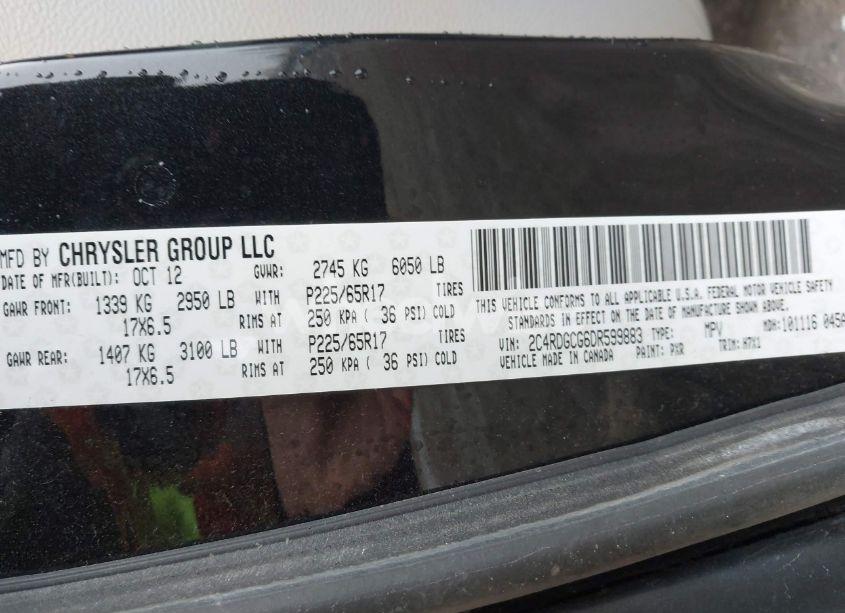 MFD BY CHRYSLER GROUP LLC
DATE OF MFR(BUILT): OCT 12 GVWR: 2745 KG 6050 LB
GAWR FRONT: 1339 KG 2950 LB WITH P225/65R17 TIRES
17X6.5 RIMS AT 250 KPA ( 36 PSI) COLD
GAWR REAR: 1407 KG 3100 LB WITH P225/65R17 TIRES
17X6.5 RIMS AT 250 KPA ( 36 PSI) COLD
THIS VEHICLE CONFORMS TO ALL APPLICABLE U.S.A. FEDERAL MOTOR VEHICLE SAFETY
STANDARDS IN EFFECT ON THE DATE OF MANUFACTURE SHOWN ABOVE.
VIN: 2C4RDGCG6DR599883 TYPE: MPV MDH:101116 045A
VEHICLE MADE IN CANADA PAINT: PXR TRIM: H7X1